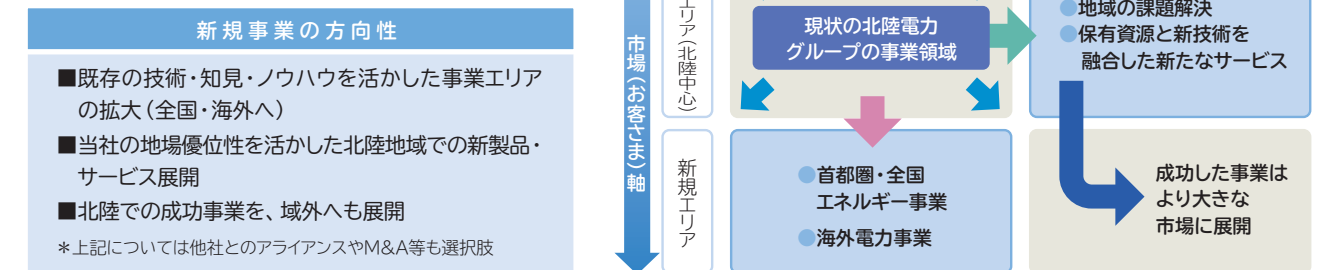 新規事業の方向性
■既存の技術・知見・ノウハウを活かした事業エリア
の拡大（全国・海外へ）
■当社の地場優位性を活かした北陸地域での新製品・
サービス展開
■北陸での成功事業を、域外へも展開
＊上記については他社とのアライアンスやM&A等も選択肢
市場（お客さま）軸
エリア（北陸中心）
現状の北陸電力
グループの事業領域
●地域の課題解決
●保有資源と新技術を
融合した新たなサービス
新規エリア
●首都圏・全国
エネルギー事業
●海外電力事業
成功した事業は
より大きな
市場に展開